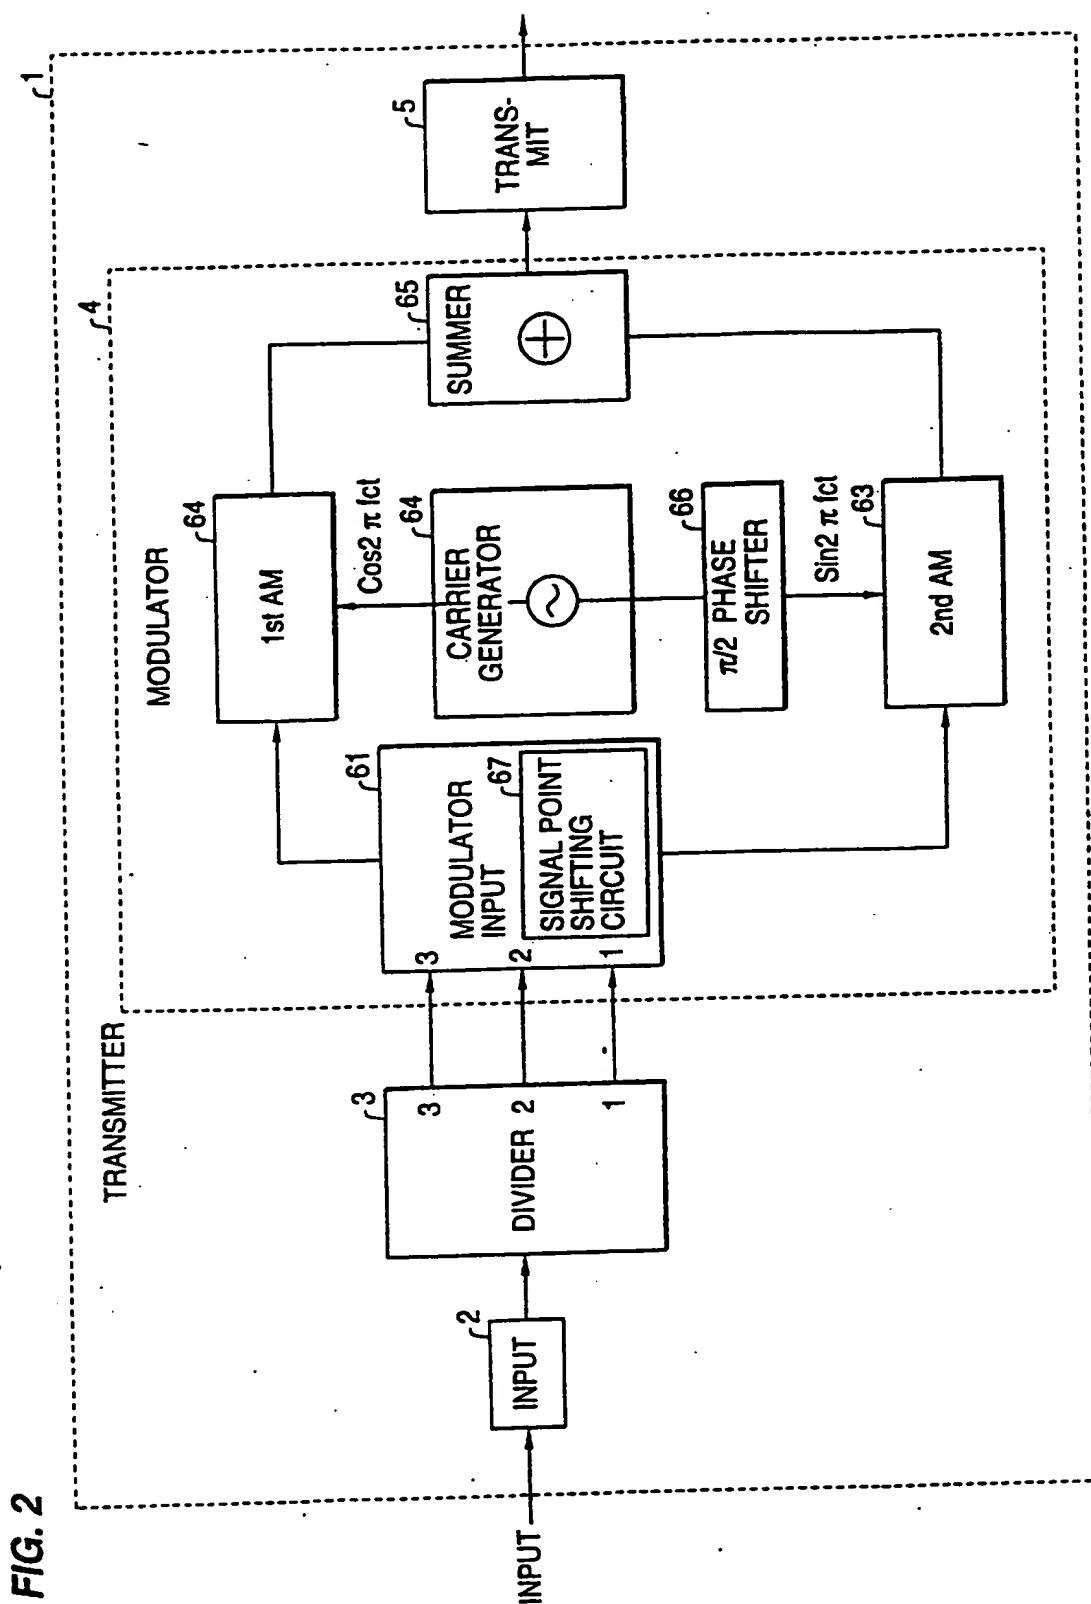 FIG. 2
TRANSMITTER
1
MODULATOR
4
INPUT
2
INPUT
3
DIVIDER
3
2
1
61
MODULATOR
INPUT
3
2
1
67
SIGNAL POINT
SHIFTING
CIRCUIT
64
1st AM
Cos2 π fct
64
CARRIER
GENERATOR
66
π/2 PHASE
SHIFTER
Sin2 π fct
63
2nd AM
65
SUMMER
5
TRANS-
MIT